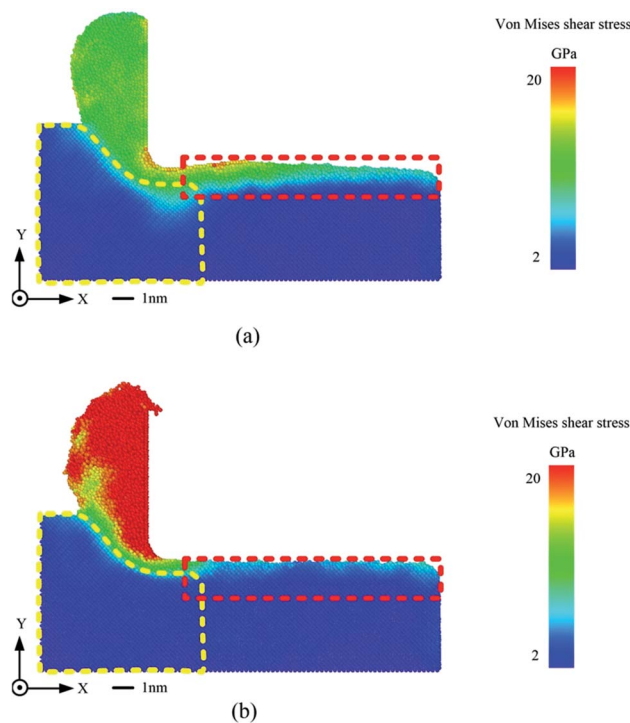 (a)
Von Mises shear stress
GPa
20
2
Y
X
1nm
(a)
Von Mises shear stress
GPa
20
2
Y
X
1nm
(b)